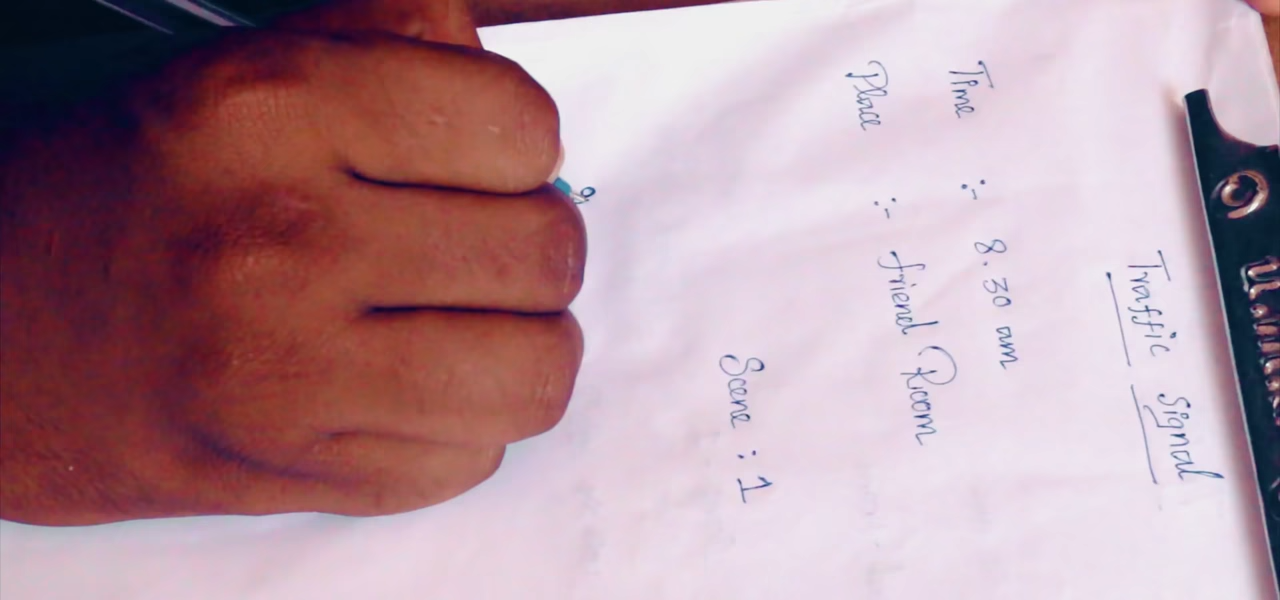 Traffic Signal
Time :- 8.30 am
Place :- friend Room
Scene : 1